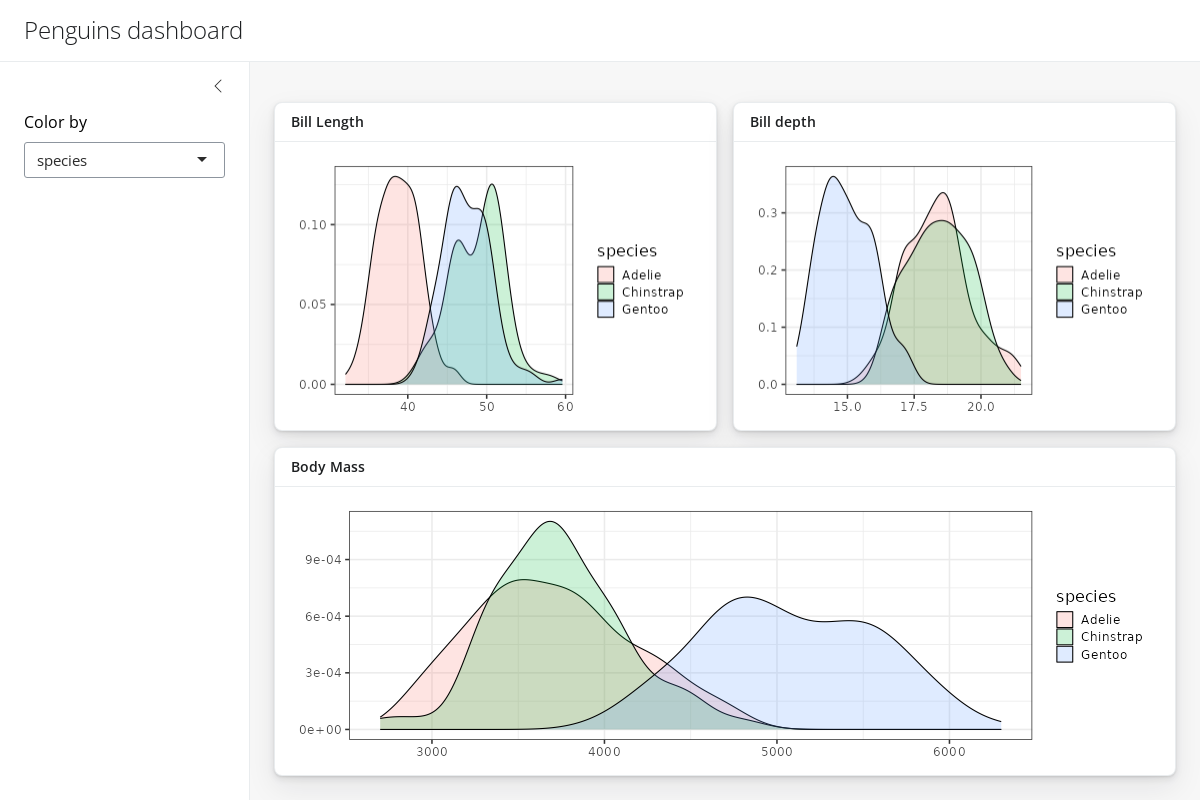 Penguins dashboard
Color by
species
Bill Length
0.10
0.05
0.00
40 50 60
species
Adelie
Chinstrap
Gentoo
Bill depth
0.3
0.2
0.1
0.0
15.0 17.5 20.0
species
Adelie
Chinstrap
Gentoo
Body Mass
9e-04
6e-04
3e-04
0e+00
3000 4000 5000 6000
species
Adelie
Chinstrap
Gentoo